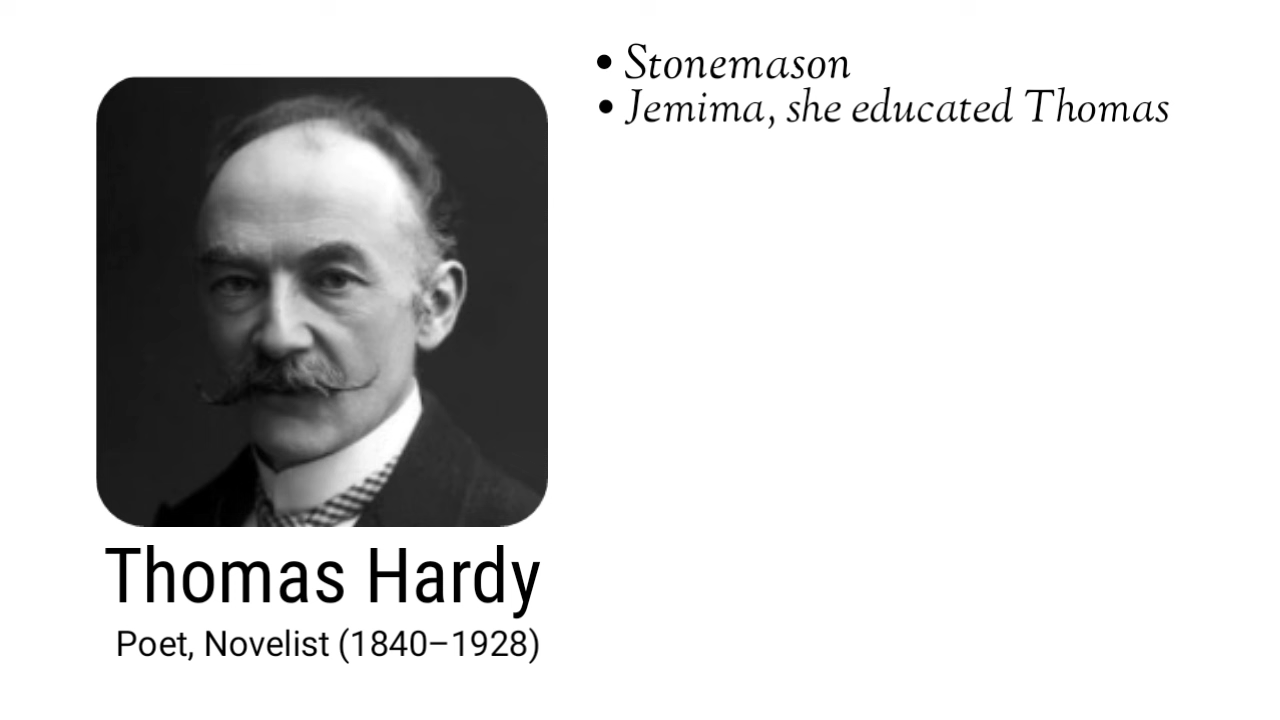 • Stonemason
• Jemima, she educated Thomas
Thomas Hardy
Poet, Novelist (1840–1928)